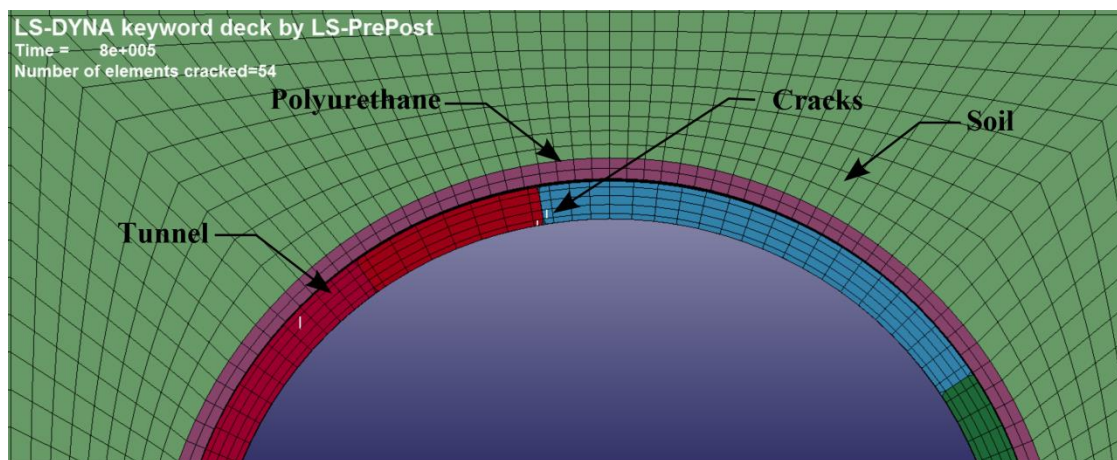 LS-DYNA keyword deck by LS-PrePost
Time = 8e+005
Number of elements cracked=54
Polyurethane
Cracks
Soil
Tunnel